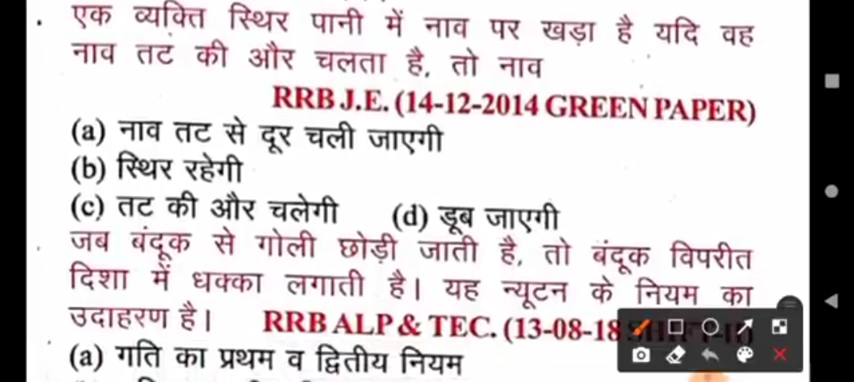 एक व्यक्ति स्थिर पानी में नाव पर खड़ा है यदि वह
नाव तट की और चलता है, तो नाव
RRB J.E. (14-12-2014 GREEN PAPER)
(a) नाव तट से दूर चली जाएगी
(b) स्थिर रहेगी
(c) तट की और चलेगी (d) डूब जाएगी
जब बंदूक से गोली छोड़ी जाती है, तो बंदूक विपरीत
दिशा में धक्का लगाती है। यह न्यूटन के नियम का
उदाहरण है। RRB ALP & TEC. (13-08-18
(a) गति का प्रथम व द्वितीय नियम